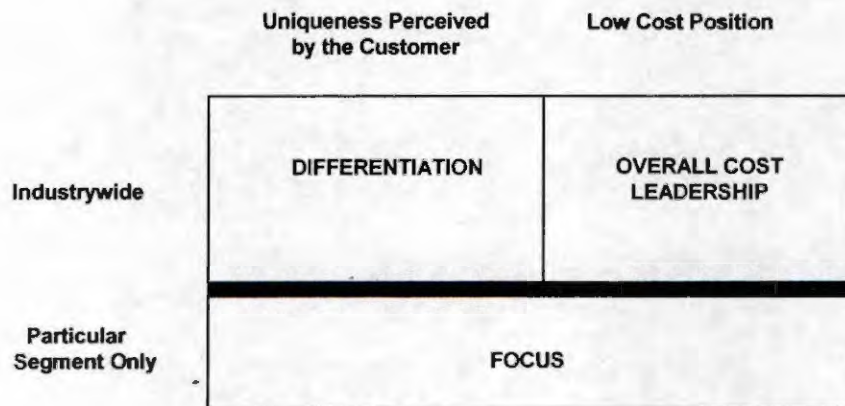 Uniqueness Perceived
by the Customer
Low Cost Position
Industrywide
DIFFERENTIATION
OVERALL COST
LEADERSHIP
Particular
Segment Only
FOCUS